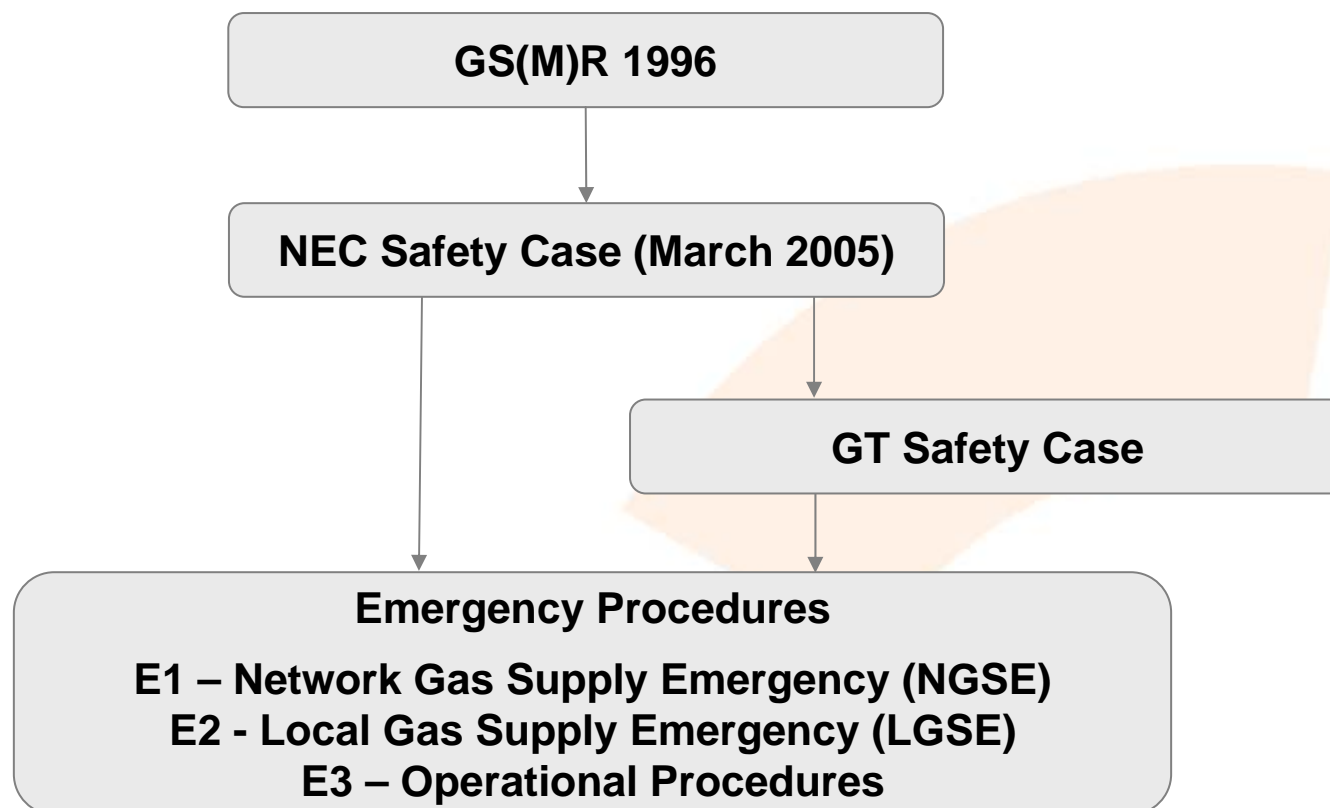 GS(M)R 1996
NEC Safety Case (March 2005)
GT Safety Case
Emergency Procedures
E1 – Network Gas Supply Emergency (NGSE)
E2 - Local Gas Supply Emergency (LGSE)
E3 – Operational Procedures